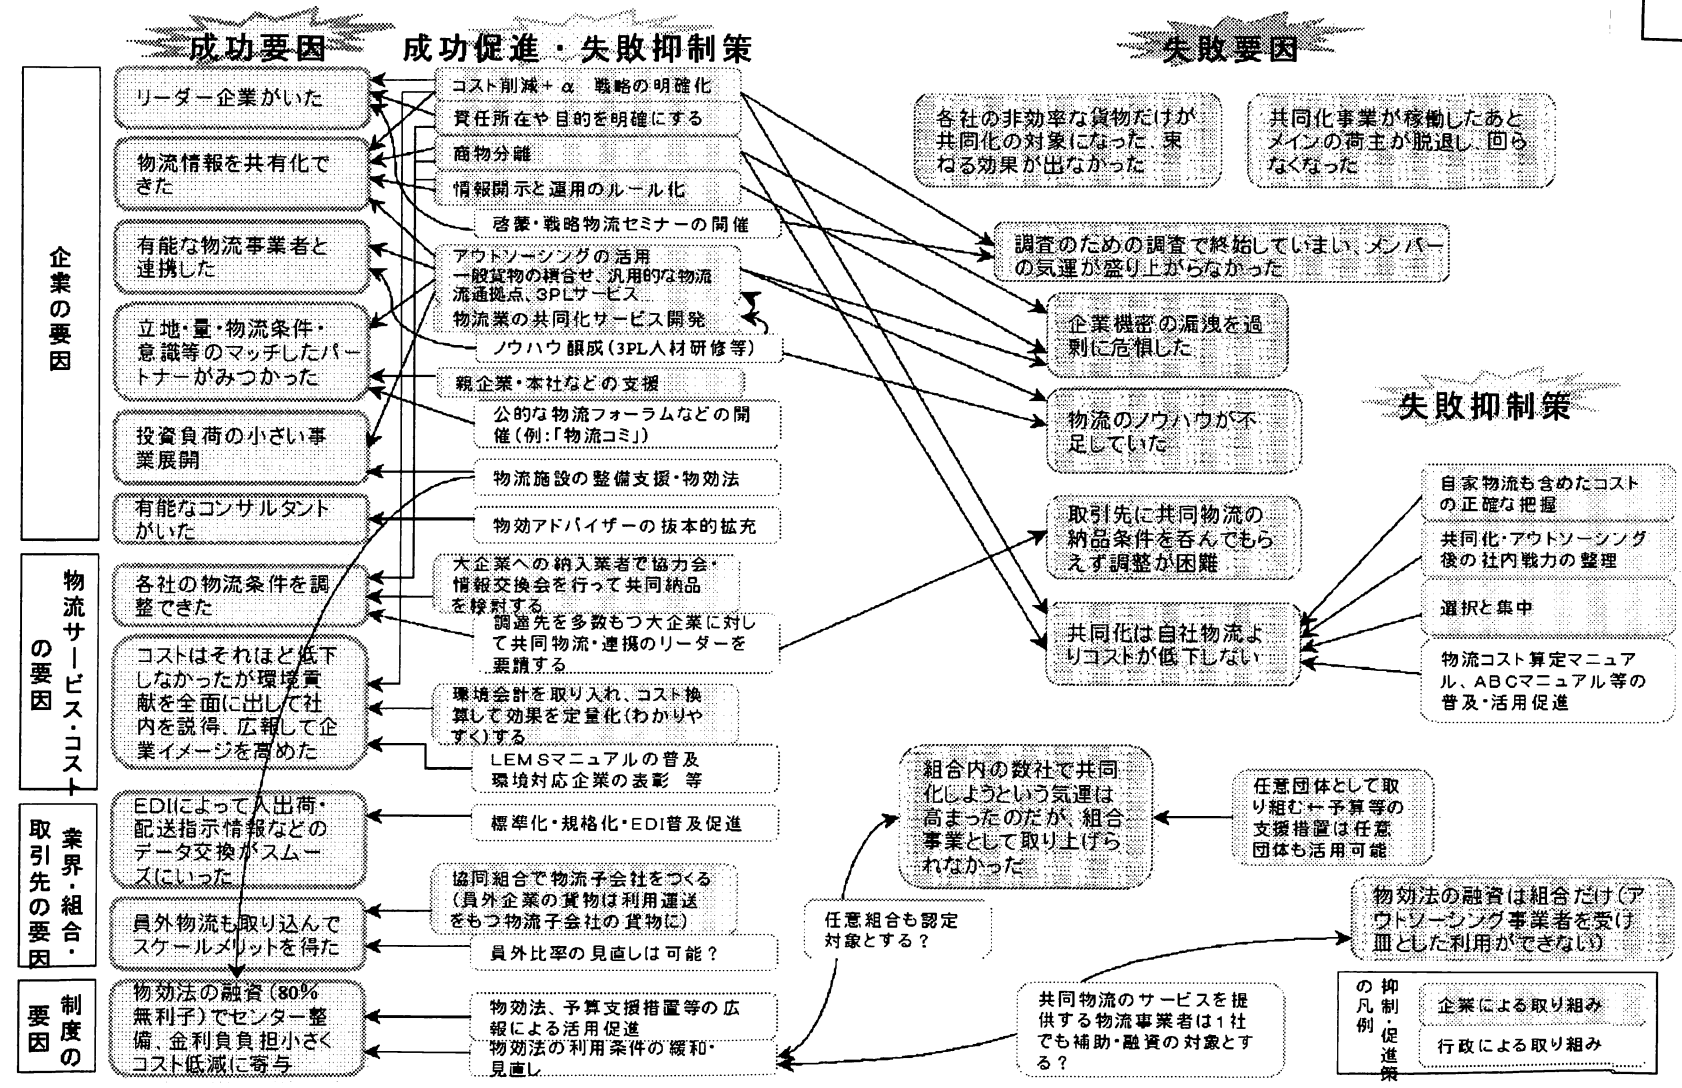 成功要因
成功促進・失敗抑制策
失敗要因
企業の要因
リーダー企業がいた
物流情報を共有化で
きた
有能な物流事業者と
連携した
立地・量・物流条件・
意識等のマッチしたパー
トナーがみつかった
投資負荷の小さい事
業展開
有能なコンサルタント
がいた
物流サービス・コスト
の要因
各社の物流条件を調
整できた
コストはそれほど低下
しなかったが環境貢
献を全面に出して社
内を説得、広報して企
業イメージを高めた
業界・組合・
取引先の要因
EDIによって入出荷・
配送指示情報などの
データ交換がスムー
ズにいった
員外物流も取り込んで
スケールメリットを得た
制度の
要因
物効法の融資(80%
無利子)でセンター整
備、金利負負担小さく
コスト低減に寄与
コスト削減+α 戦略の明確化
責任所在や目的を明確にする
商物分離
情報開示と運用のルール化
啓蒙・戦略物流セミナーの開催
アウトソーシングの活用
一般貨物の積合せ、汎用的な物流
流通拠点、3PLサービス
物流業の共同化サービス開発
ノウハウ醸成(3PL人材研修等)
親企業・本社などの支援
公的な物流フォーラムなどの開
催(例:「物流コミ」)
物流施設の整備支援・物効法
物効アドバイザーの抜本的拡充
大企業への納入業者で協力会・
情報交換会を行って共同納品
を検討する
調達先を多数もつ大企業に対し
て共同物流・連携のリーダーを
要請する
環境会計を取り入れ、コスト換
算して効果を定量化(わかりや
すく)する
LEMSマニュアルの普及
環境対応企業の表彰 等
標準化・規格化・EDI普及促進
協同組合で物流子会社をつくる
(員外企業の貨物は利用運送
をもつ物流子会社の貨物に)
員外比率の見直しは可能?
物効法、予算支援措置等の広
報による活用促進
物効法の利用条件の緩和・
見直し
各社の非効率な貨物だけが
共同化の対象になった、束
ねる効果が出なかった
共同化事業が稼働したあと
メインの荷主が脱退し、回ら
なくなった
調査のための調査で終始していまい、メンバー
の気運が盛り上がらなかった
企業機密の漏洩を過
剰に危惧した
物流のノウハウが不
足していた
取引先に共同物流の
納品条件を呑んでもら
えず調整が困難
共同化は自社物流よ
りコストが低下しない
失敗抑制策
自家物流も含めたコスト
の正確な把握
共同化・アウトソーシング
後の社内戦力の整理
選択と集中
物流コスト算定マニュア
ル、ABCマニュアル等の
普及・活用促進
組合内の数社で共同
化しようという気運は
高まったのだが、組合
事業として取り上げら
れなかった
任意団体として取
り組む←予算等の
支援措置は任意
団体も活用可能
任意組合も認定
対象とする?
物効法の融資は組合だけ(ア
ウトソーシング事業者を受け
皿とした利用ができない)
共同物流のサービスを提
供する物流事業者は1社
でも補助・融資の対象とす
る?
抑制・促進策
の凡例
企業による取り組み
行政による取り組み